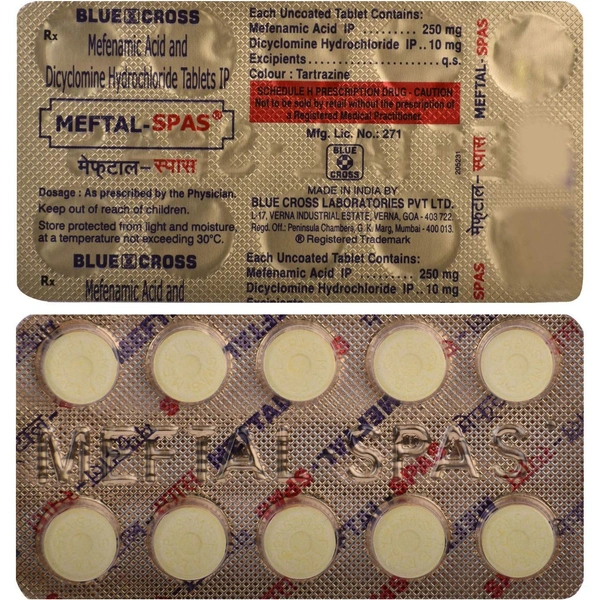 BLUE CROSS
Rx
Mefenamic Acid and
Dicyclomine Hydrochloride Tablets IP
MEFTAL-SPAS®
मेफ्टाल-स्पास
Dosage : As prescribed by the Physician.
Keep out of reach of children.
Store protected from light and moisture,
at a temperature not exceeding 30°C.
BLUE CROSS
Rx
Mefenamic Acid and
Each Uncoated Tablet Contains:
Mefenamic Acid IP ........... 250 mg
Dicyclomine Hydrochloride IP .. 10 mg
Excipients........................ q.s.
Colour : Tartrazine
SCHEDULE H PRESCRIPTION DRUG - CAUTION
Not to be sold by retail without the prescription of
a Registered Medical Practitioner.
Mfg. Lic. No.: 271
BLUE
CROSS
MADE IN INDIA BY
BLUE CROSS LABORATORIES PVT LTD.
L-17, VERNA INDUSTRIAL ESTATE, VERNA, GOA - 403 722.
Regd. Off.: Peninsula Chambers, G. K. Marg, Mumbai - 400 013.
® Registered Trademark
Each Uncoated Tablet Contains:
Mefenamic Acid IP ........... 250 mg
Dicyclomine Hydrochloride IP .. 10 mg
Excipients
205231
SPAS मेफ्टाल-स्पास MEFTAL-SPAS
MEFTAL SPAS
MEFTAL-SPAS